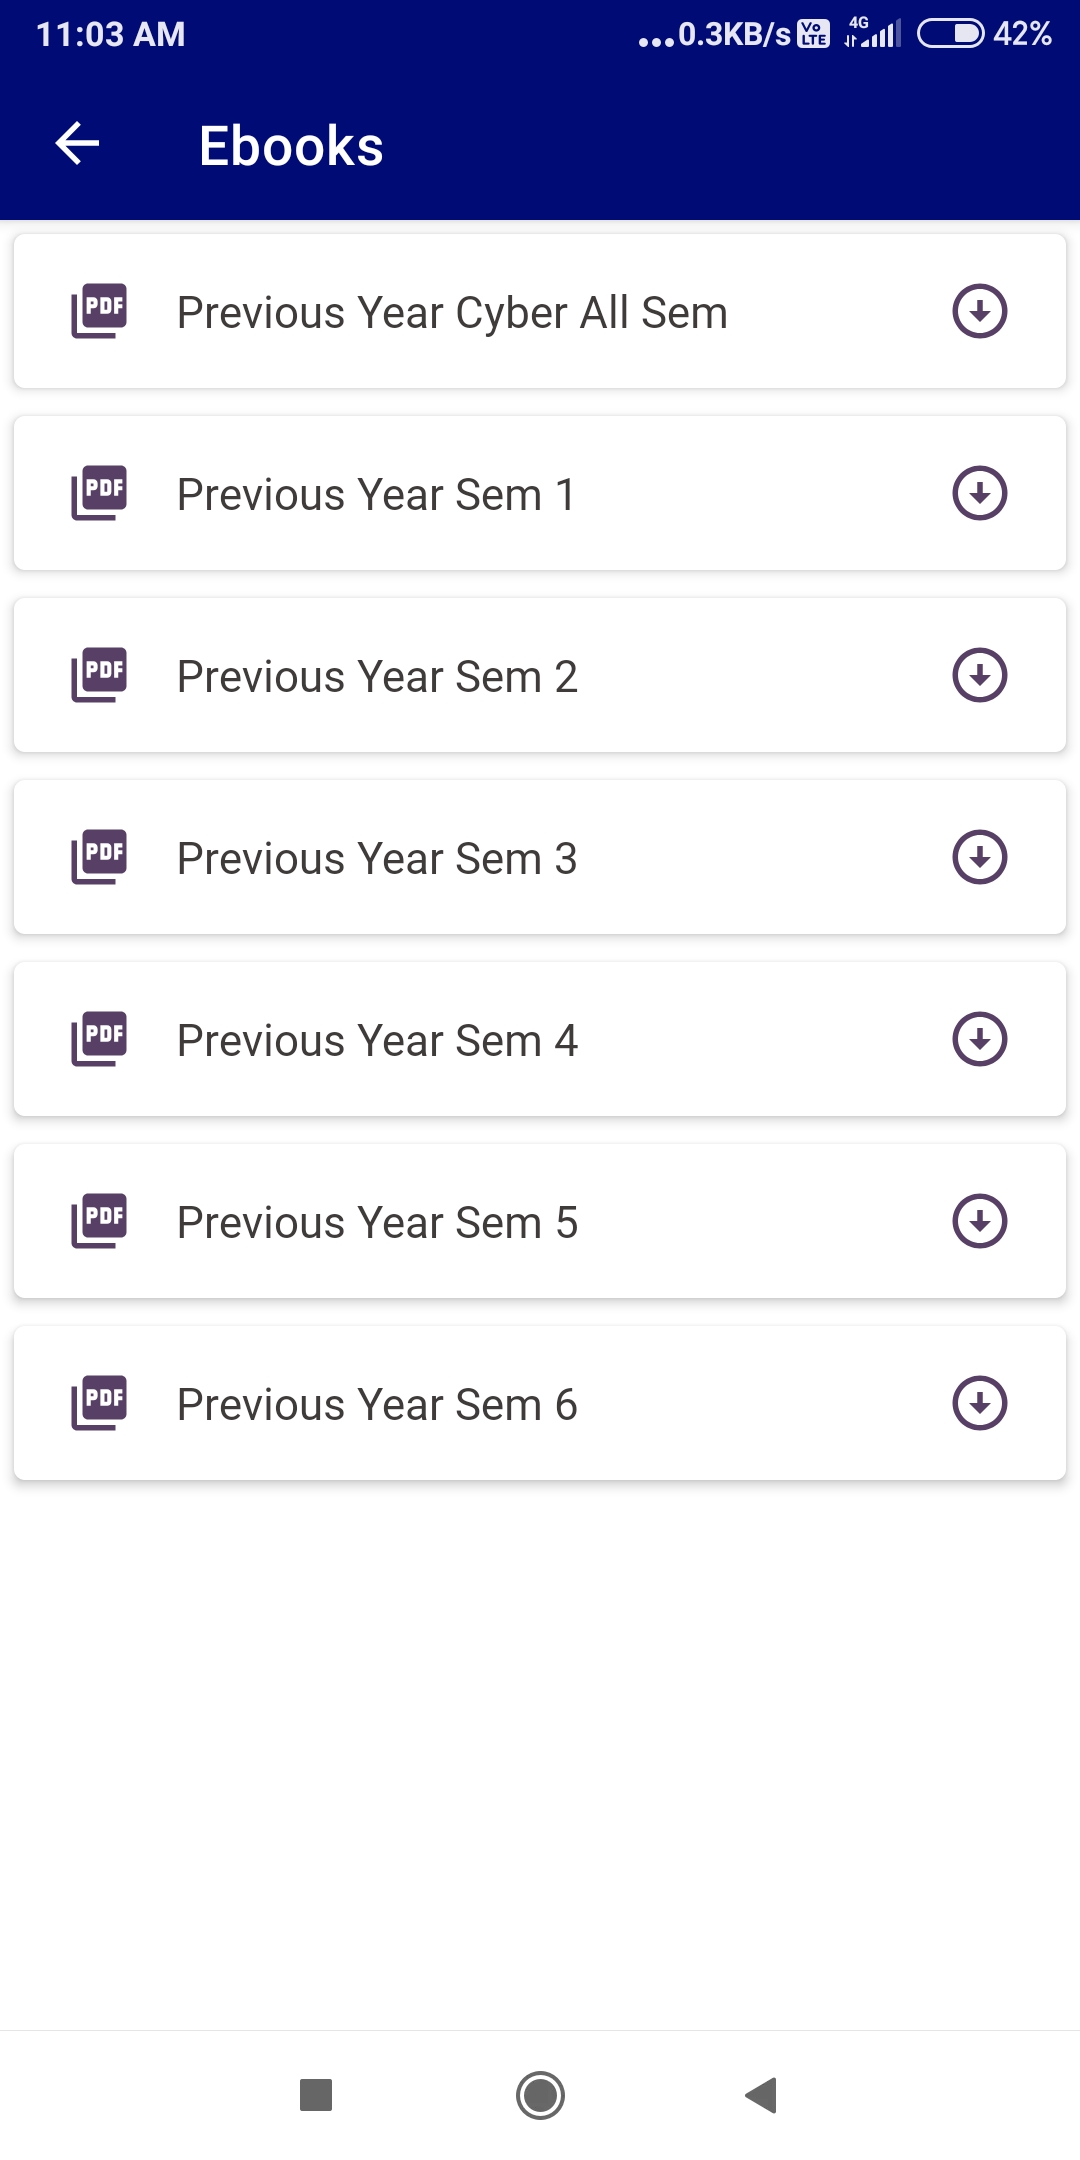 11:03 AM ...0.3KB/s Vo LTE 4G 42%
Ebooks
PDF Previous Year Cyber All Sem
PDF Previous Year Sem 1
PDF Previous Year Sem 2
PDF Previous Year Sem 3
PDF Previous Year Sem 4
PDF Previous Year Sem 5
PDF Previous Year Sem 6